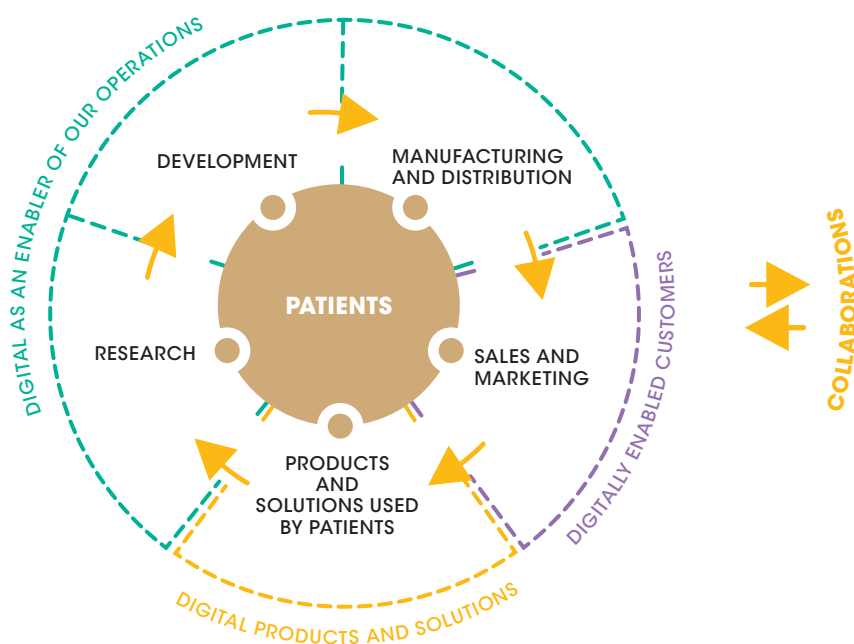 DIGITAL AS AN ENABLER OF OUR OPERATIONS
DEVELOPMENT
MANUFACTURING
AND DISTRIBUTION
PATIENTS
RESEARCH
SALES AND
MARKETING
PRODUCTS
AND
SOLUTIONS USED
BY PATIENTS
DIGITALLY ENABLED CUSTOMERS
DIGITAL PRODUCTS AND SOLUTIONS
COLLABORATIONS